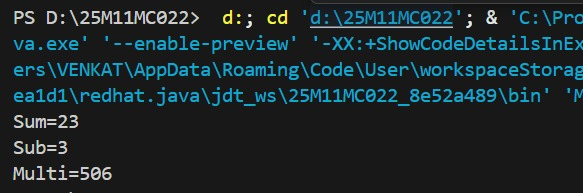 PS D:\25M11MC022>  d:; cd 'd:\25M11MC022'; & 'C:\Pro
va.exe' '--enable-preview' '-XX:+ShowCodeDetailsInEx
ers\VENKAT\AppData\Roaming\Code\User\workspaceStorag
ea1d1\redhat.java\jdt_ws\25M11MC022_8e52a489\bin' 'M
Sum=23
Sub=3
Multi=506